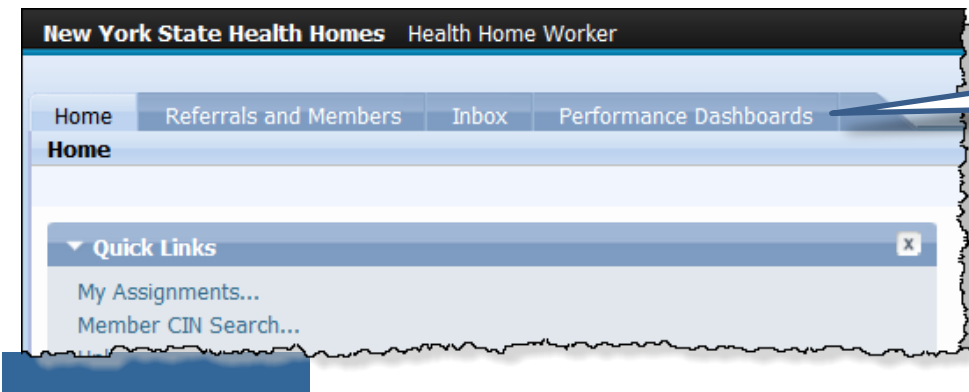 New York State Health Homes Health Home Worker
Home Referrals and Members Inbox Performance Dashboards
Home
Quick Links x
My Assignments...
Member CIN Search...